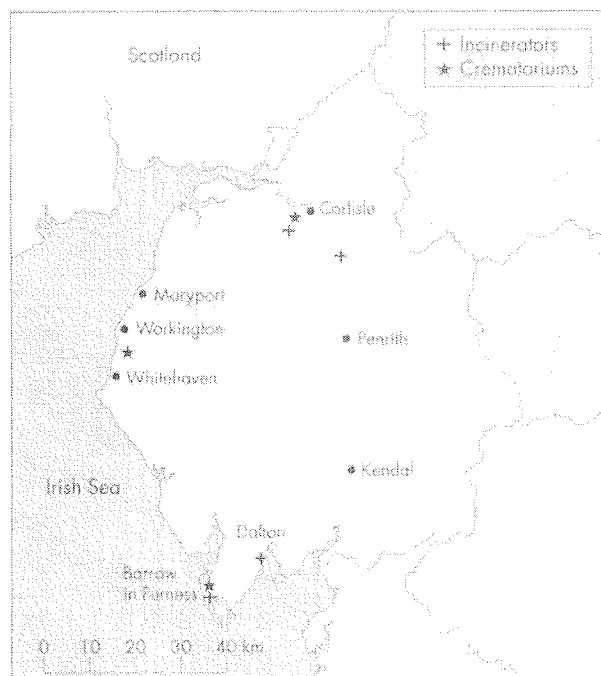 Scotland
Incinerators
Crematoriums
Carlisle
Maryport
Workington
Penrith
Whitehaven
Kendal
Irish Sea
Dalton
Barrow
in Furness
0 10 20 30 40 km